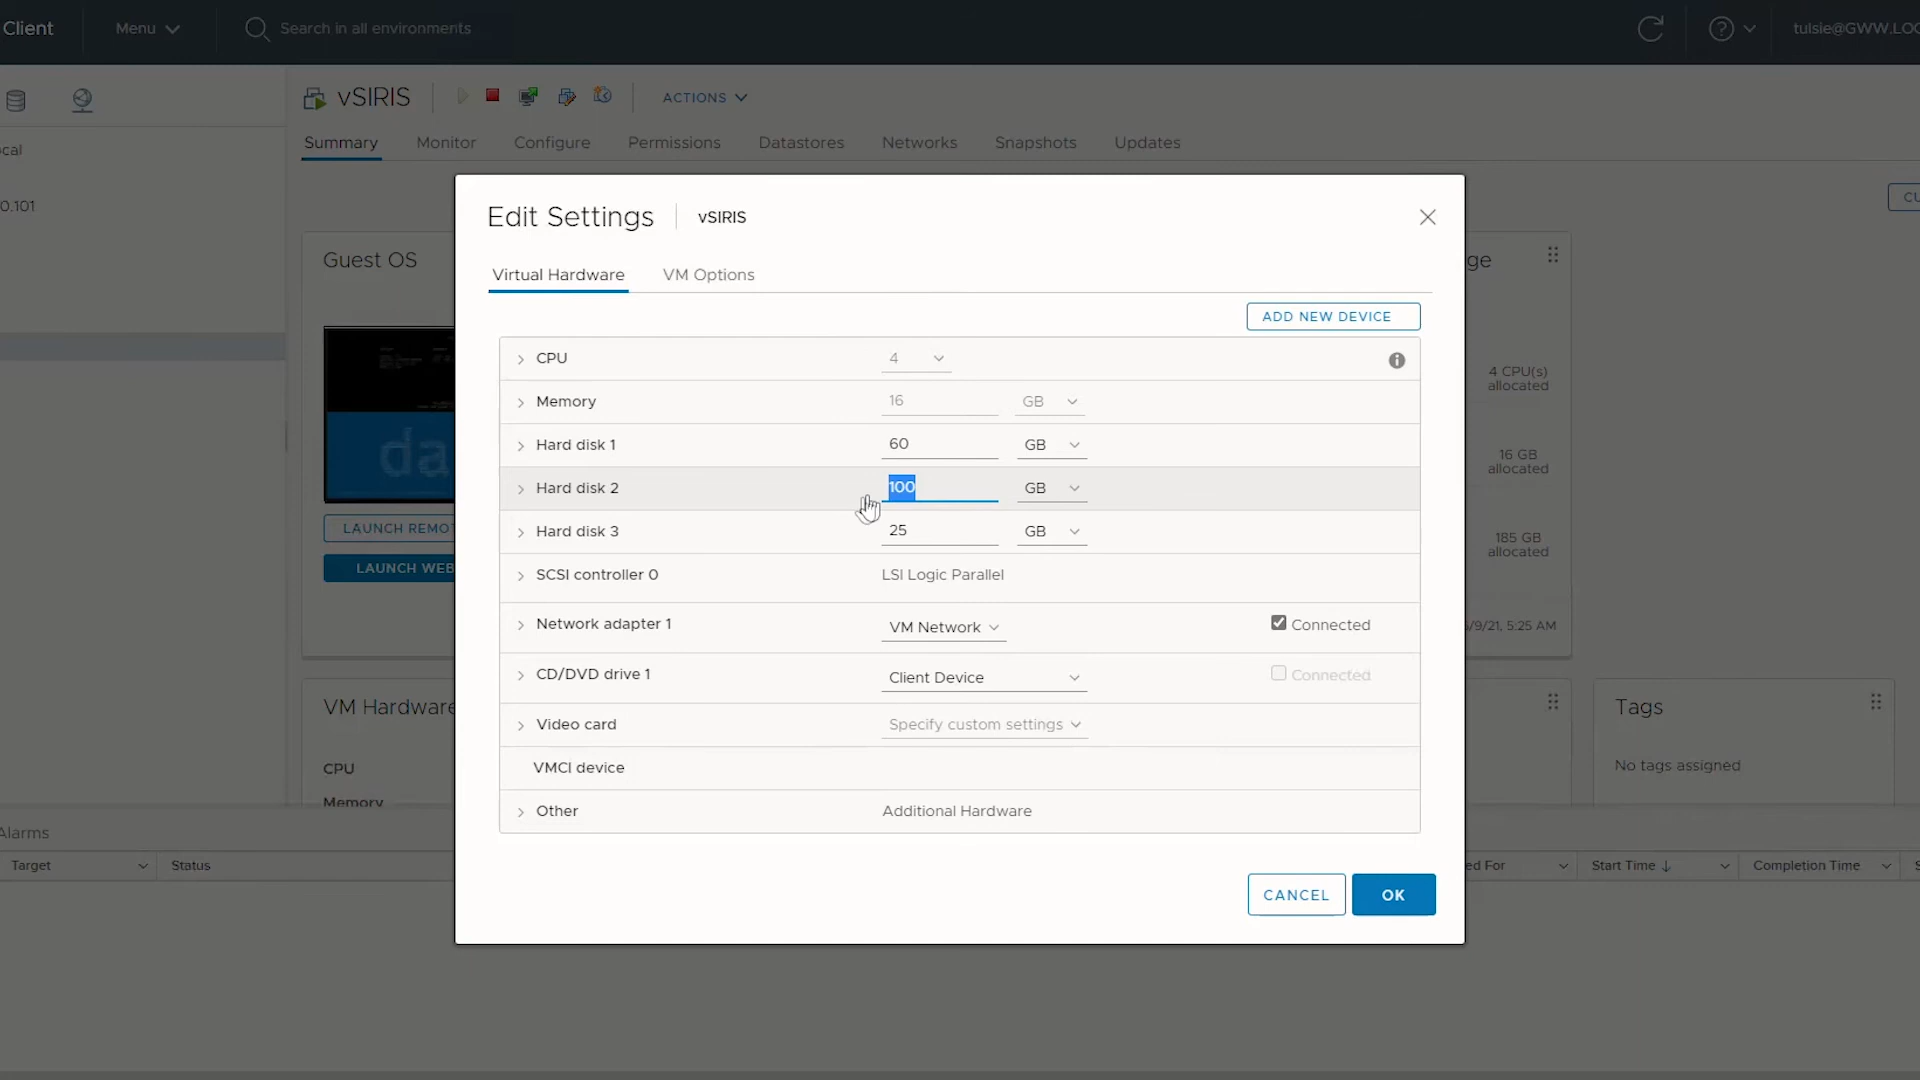 Client
Menu
Search in all environments
tulsie@GWW.LOC
vSIRIS
ACTIONS
Summary Monitor Configure Permissions Datastores Networks Snapshots Updates
cal
0.101
CU
Edit Settings vSIRIS
Guest OS
ge
Virtual Hardware VM Options
ADD NEW DEVICE
CPU 4
4 CPU(s)
allocated
Memory 16 GB
Hard disk 1 60 GB
16 GB
allocated
da
Hard disk 2 100 GB
LAUNCH REMO
Hard disk 3 25 GB
185 GB
allocated
LAUNCH WEB
SCSI controller 0 LSI Logic Parallel
Network adapter 1 VM Network Connected
/9/21, 5:25 AM
CD/DVD drive 1 Client Device Connected
VM Hardware
Tags
Video card Specify custom settings
CPU
VMCI device
No tags assigned
Memory
Other Additional Hardware
Alarms
Target Status
ed For Start Time Completion Time S
CANCEL OK